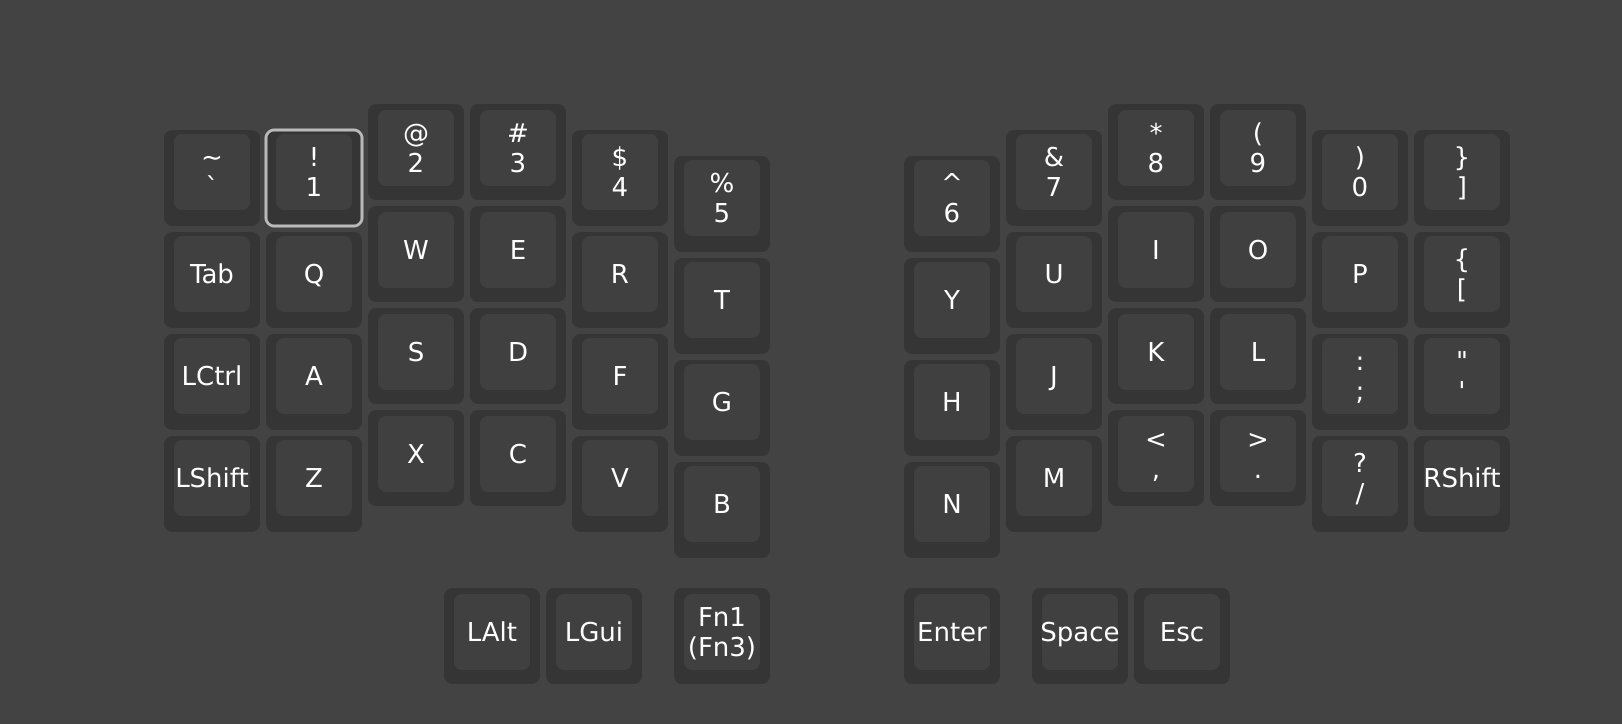 ~ ! @ # $ % ^ & * ( ) }
` 1 2 3 4 5 6 7 8 9 0 ]
Tab Q W E R T Y U I O P {
[
LCtrl A S D F G H J K L : "
; '
LShift Z X C V B N M < > ? RShift
, . /
LAlt LGui Fn1 Enter Space Esc
(Fn3)